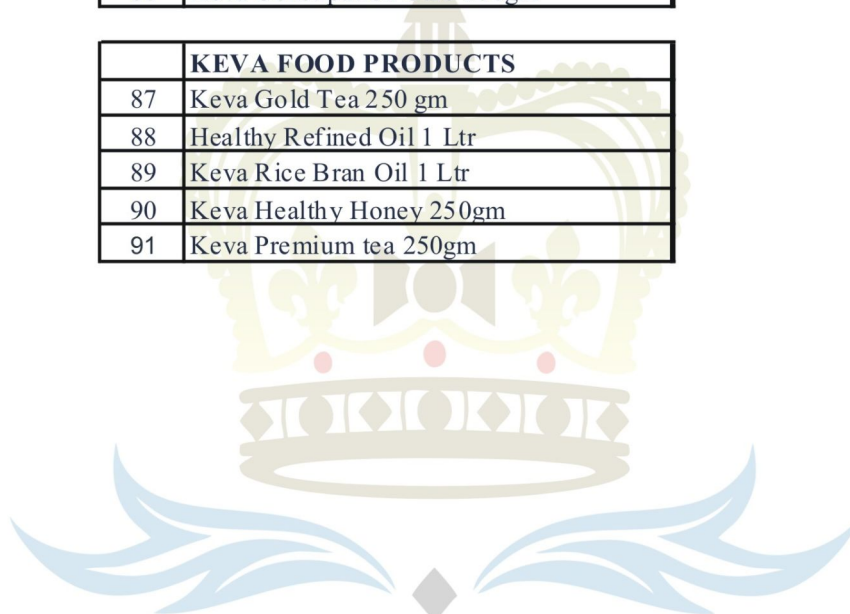 KEVA FOOD PRODUCTS
87 Keva Gold Tea 250 gm
88 Healthy Refined Oil 1 Ltr
89 Keva Rice Bran Oil 1 Ltr
90 Keva Healthy Honey 250gm
91 Keva Premium tea 250gm